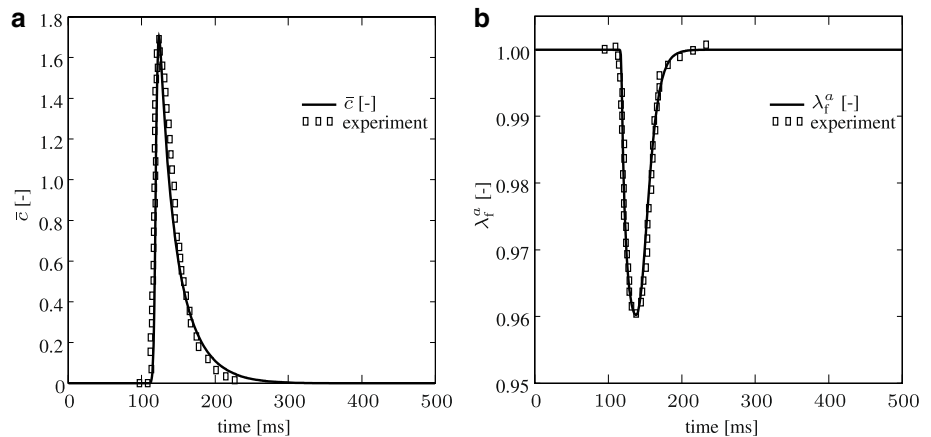 a
1.8
1.6
1.4
1.2
1.0
0.8
0.6
0.4
0.2
0
c̄ [-]
c̄ [-]
experiment
0 100 200 300 400 500
time [ms]
b
1.00
0.99
0.98
0.97
0.96
0.95
λ_f^a [-]
λ_f^a [-]
experiment
0 100 200 300 400 500
time [ms]